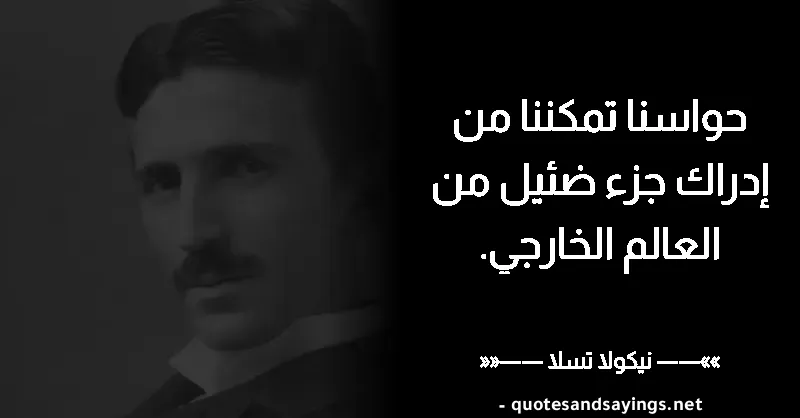 حواسنا تمكننا من
إدراك جزء ضئيل من
العالم الخارجي.
»»—— نيكولا تسلا ——««
- quotesandsayings.net